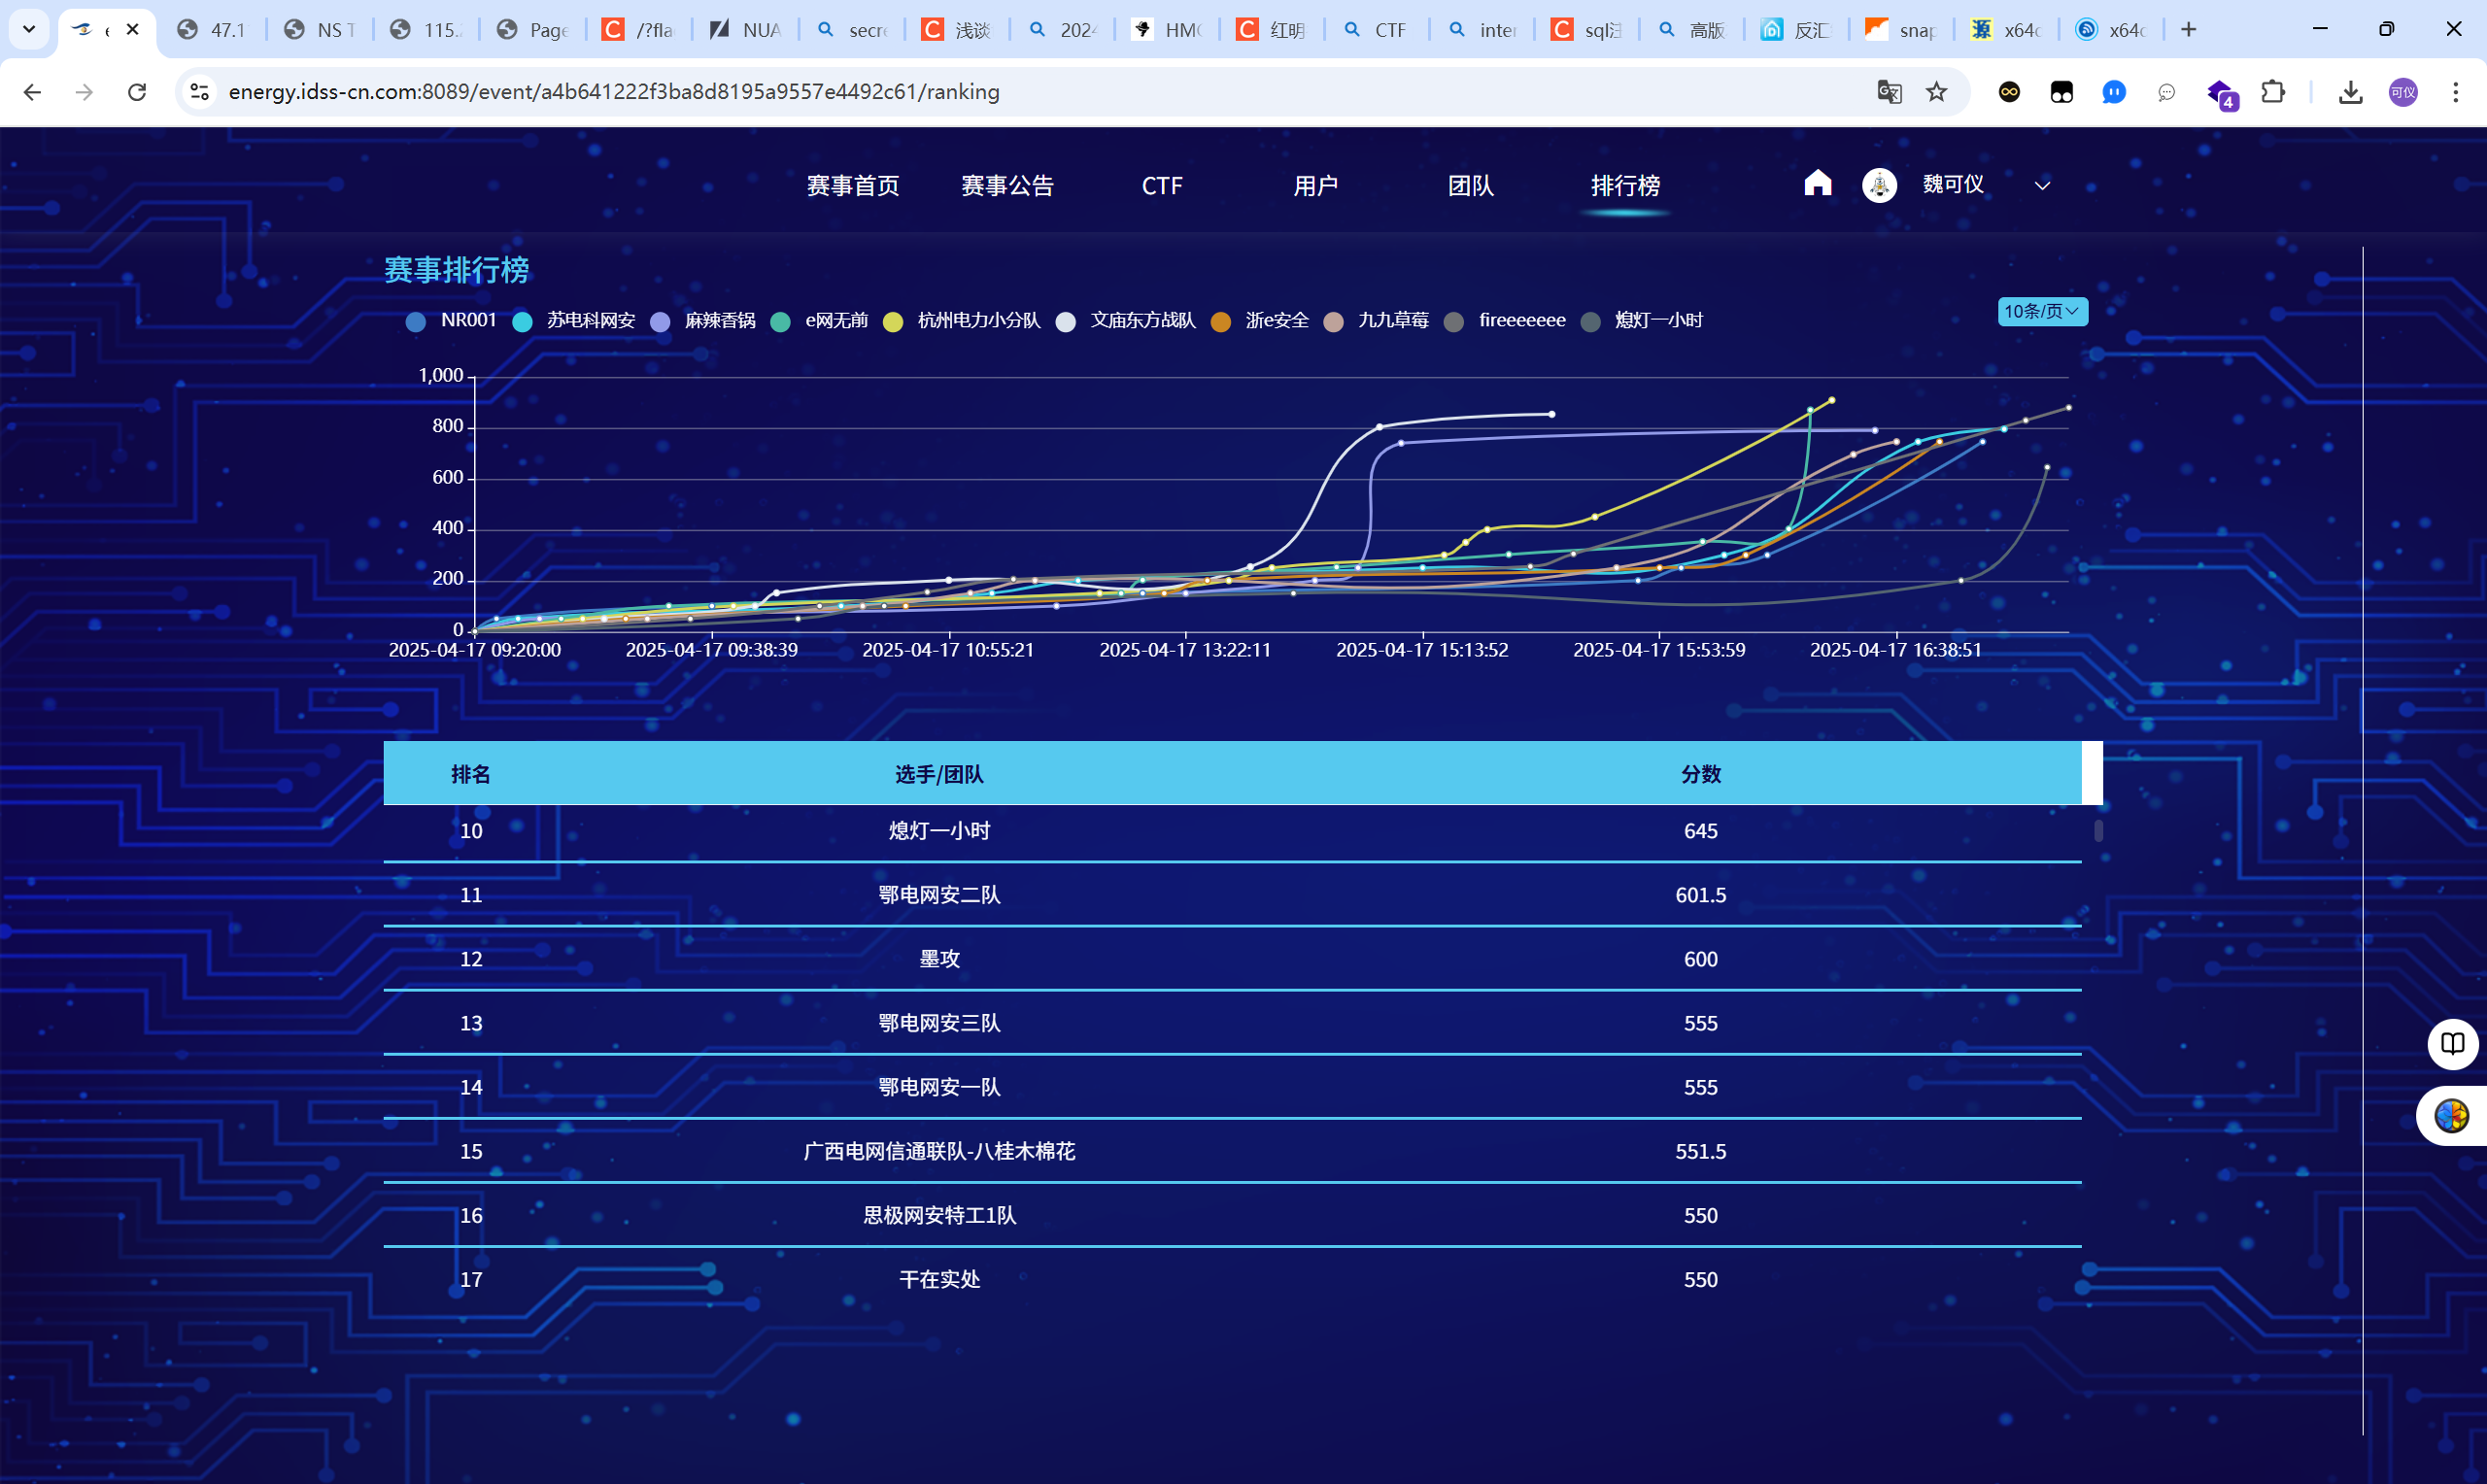 47.1
NS T
115.
Page
/?fla
NUA
secre
浅谈
2024
HMG
红明
CTF
inter
sql注
高版
反汇
snap
x64d
x64d
energy.idss-cn.com:8089/event/a4b641222f3ba8d8195a9557e4492c61/ranking
4
可仪
赛事首页 赛事公告 CTF 用户 团队 排行榜 魏可仪
赛事排行榜
NR001 苏电科网安 麻辣香锅 e网无前 杭州电力小分队 文庙东方战队 浙e安全 九九草莓 fireeeeeee 熄灯一小时
10条/页
1,000
800
600
400
200
0
2025-04-17 09:20:00 2025-04-17 09:38:39 2025-04-17 10:55:21 2025-04-17 13:22:11 2025-04-17 15:13:52 2025-04-17 15:53:59 2025-04-17 16:38:51
排名 选手/团队 分数
10 熄灯一小时 645
11 鄂电网安二队 601.5
12 墨攻 600
13 鄂电网安三队 555
14 鄂电网安一队 555
15 广西电网信通联队-八桂木棉花 551.5
16 思极网安特工1队 550
17 干在实处 550